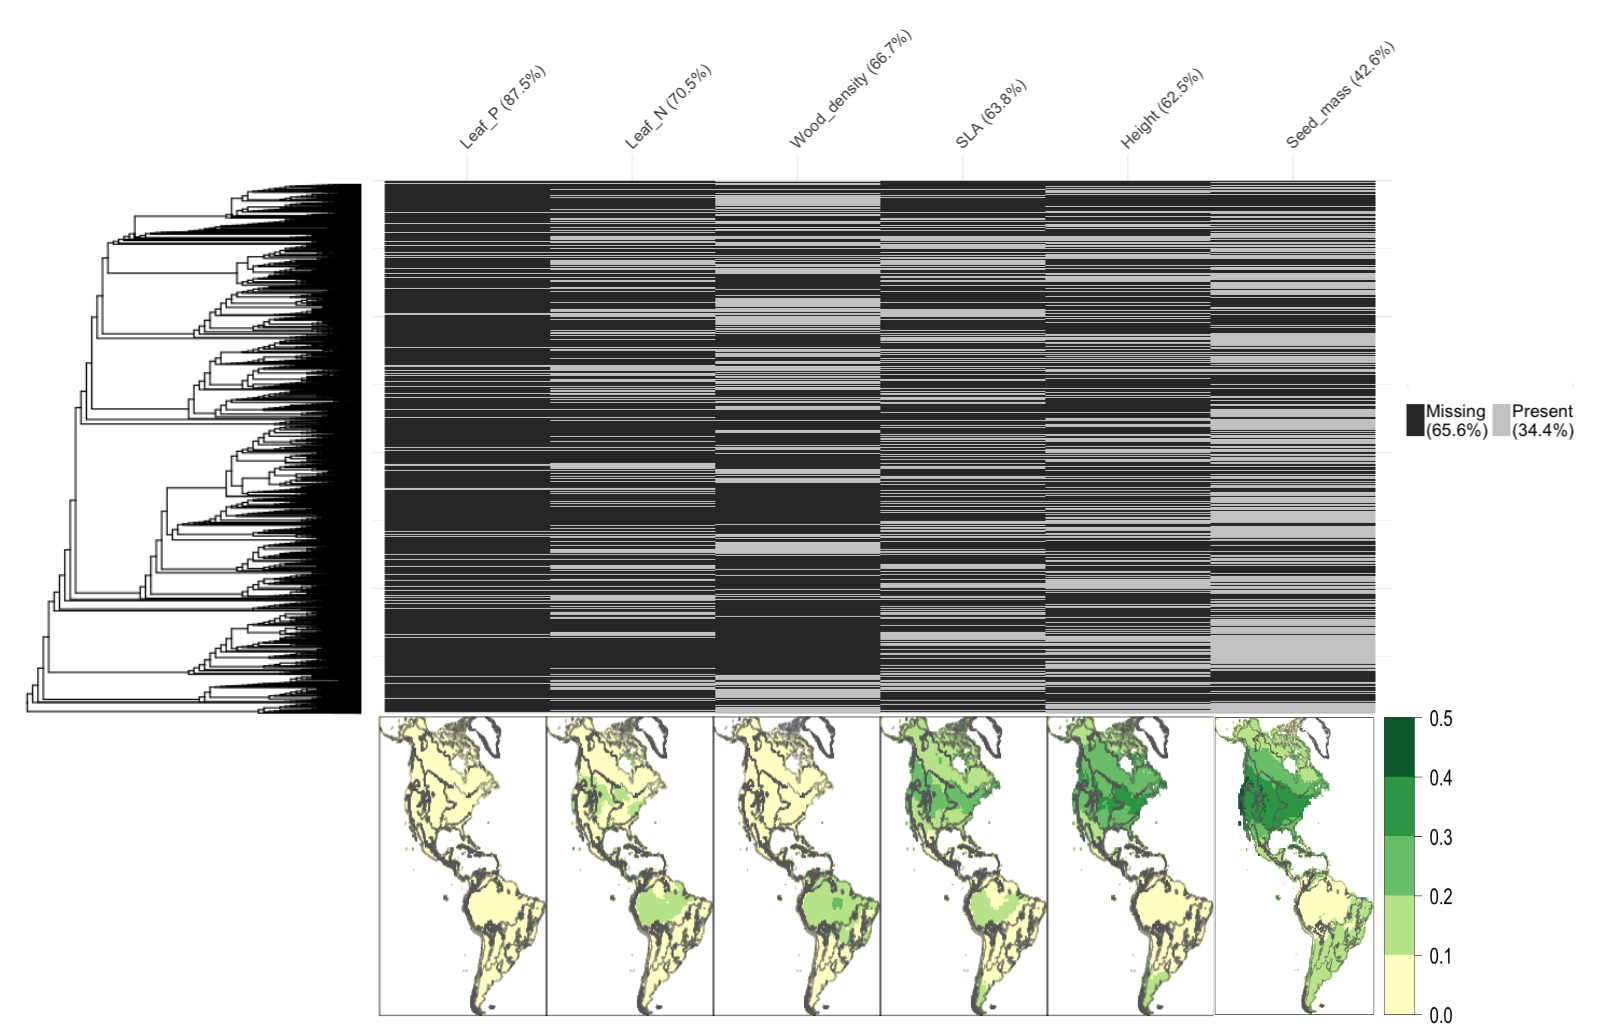 Leaf_P (87.5%)
Leaf_N (70.5%)
Wood_density (66.7%)
SLA (63.8%)
Height (62.5%)
Seed_mass (42.6%)
Missing
(65.6%)
Present
(34.4%)
0.5
0.4
0.3
0.2
0.1
0.0